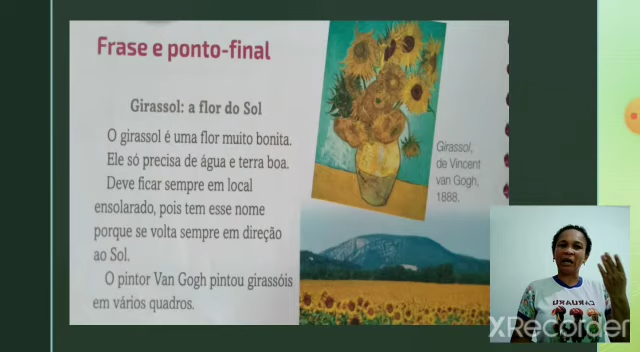 Frase e ponto-final
Girassol: a flor do Sol
O girassol é uma flor muito bonita.
Ele só precisa de água e terra boa.
Deve ficar sempre em local
ensolarado, pois tem esse nome
porque se volta sempre em direção
ao Sol.
O pintor Van Gogh pintou girassóis
em vários quadros.
Girassol,
de Vincent
van Gogh,
1888.
CARUARU
XRecorder